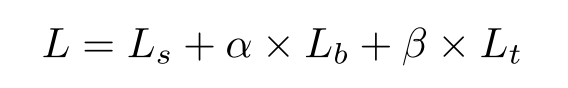 L = L_s + α × L_b + β × L_t